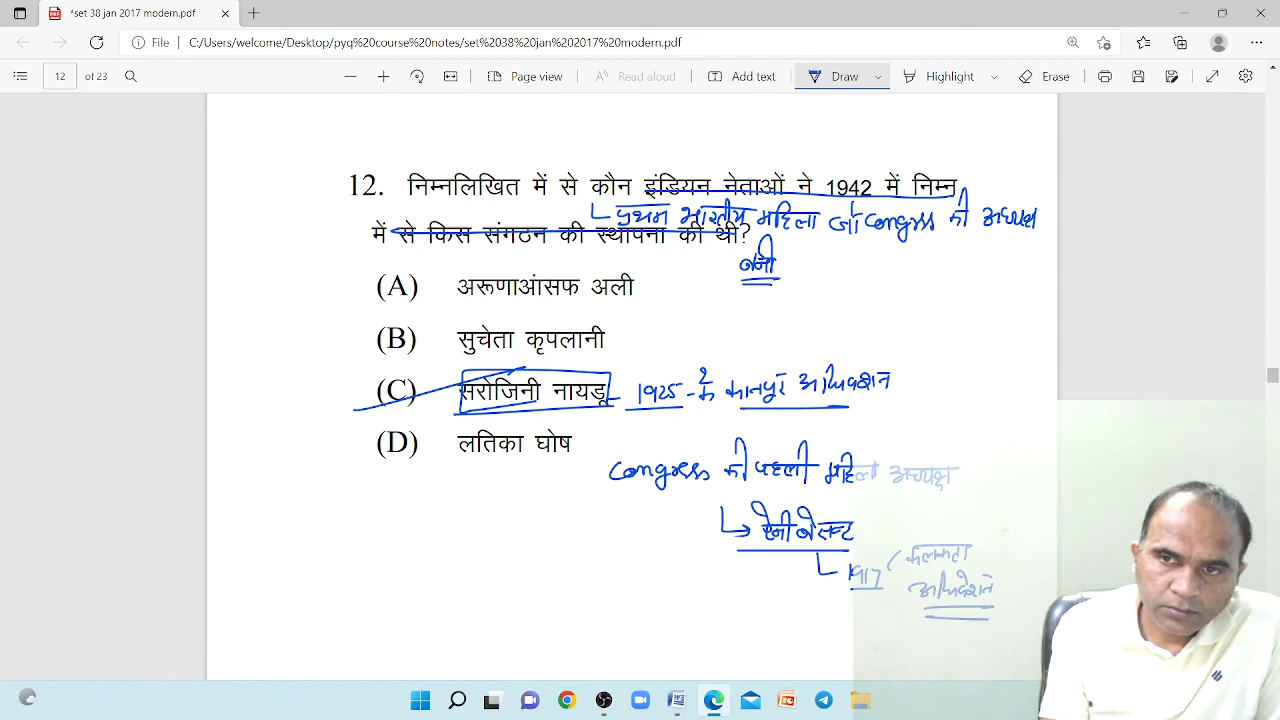 *set 38 jan 2017 modern.pdf
File C:/Users/welcome/Desktop/pyq%20course%20notes/set%2038%20jan%202017%20modern.pdf
12 of 23 Page view Read aloud Add text Draw Highlight Erase
12. निम्नलिखित में से कौन इंडियन नेताओं ने 1942 में निम्न
प्रथम भारतीय महिला जो congress की अध्यक्ष
में से किस संगठन की स्थापना की थी?
बनी
(A) अरूणाआंसफ अली
(B) सुचेता कृपलानी
(C) सरोजिनी नायडू - 1925 - के कानपुर अधिवेशन
(D) लतिका घोष
congress की पहली महिला अध्यक्ष
ऐनी बेसन्ट
1917 (कलकता
अधिवेशन